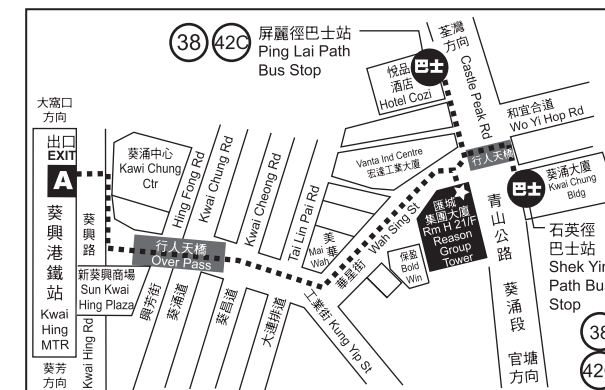 38
42C
屏麗徑巴士站
Ping Lai Path
Bus Stop
荃灣
方向
Castle Peak Rd
悅品
酒店
Hotel Cozi
巴士
和宜合道
Wo Yi Hop Rd
大窩口
方向
出口
EXIT
A
葵興港鐵站
Kwai
Hing
MTR
葵芳
方向
葵興路
Kwai Hing Rd
葵涌中心
Kawi Chung
Ctr
Hing Fong Rd
Kwai Chung Rd
Kwai Cheong Rd
Tai Lin Pai Rd
行人天橋
Over Pass
新葵興商場
Sun Kwai
Hing Plaza
興芳街
葵涌道
葵昌道
大連排道
美華
Mai
Wah
Vanta Ind Centre
宏達工業大廈
華星街 Wah Sing St
工業街 Kung Yip St
保盈
Bold
Win
匯城
集團大廈
Rm H 21/F
Reason
Group
Tower
行人天橋
巴士
葵涌大廈
Kwai Chung
Bldg
青山公路
葵涌段
官塘
方向
石英徑
巴士站
Shek Yin
Path Bus
Stop
38
42C